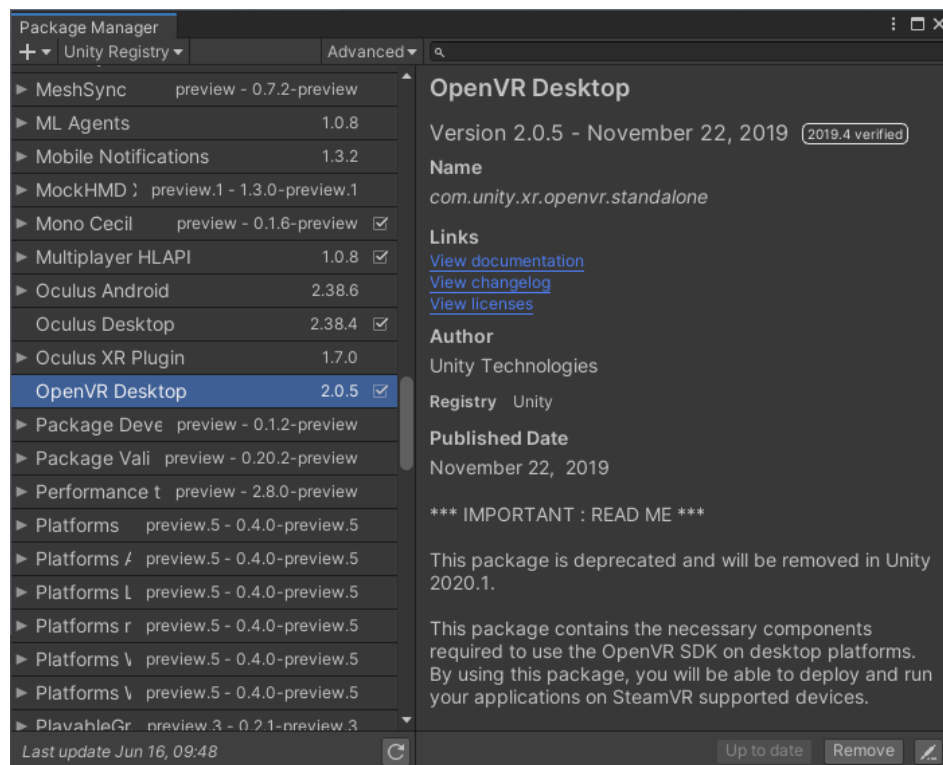 Package Manager
Unity Registry
Advanced
MeshSync preview - 0.7.2-preview
ML Agents 1.0.8
Mobile Notifications 1.3.2
MockHMD preview.1 - 1.3.0-preview.1
Mono Cecil preview - 0.1.6-preview
Multiplayer HLAPI 1.0.8
Oculus Android 2.38.6
Oculus Desktop 2.38.4
Oculus XR Plugin 1.7.0
OpenVR Desktop 2.0.5
Package Deve preview - 0.1.2-preview
Package Vali preview - 0.20.2-preview
Performance t preview - 2.8.0-preview
Platforms preview.5 - 0.4.0-preview.5
Platforms preview.5 - 0.4.0-preview.5
Platforms L preview.5 - 0.4.0-preview.5
Platforms r preview.5 - 0.4.0-preview.5
Platforms preview.5 - 0.4.0-preview.5
Platforms preview.5 - 0.4.0-preview.5
PlayableGr preview.3 - 0.2.1-preview.3
Last update Jun 16, 09:48
OpenVR Desktop
Version 2.0.5 - November 22, 2019 2019.4 verified
Name
com.unity.xr.openvr.standalone
Links
View documentation
View changelog
View licenses
Author
Unity Technologies
Registry Unity
Published Date
November 22, 2019
*** IMPORTANT : READ ME ***
This package is deprecated and will be removed in Unity
2020.1.
This package contains the necessary components
required to use the OpenVR SDK on desktop platforms.
By using this package, you will be able to deploy and run
your applications on SteamVR supported devices.
Up to date
Remove